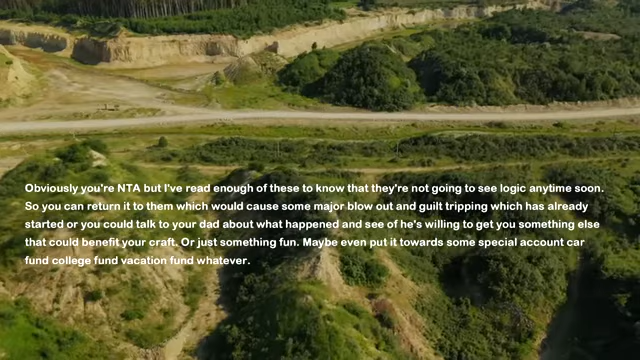 Obviously you're NTA but I've read enough of these to know that they're not going to see logic anytime soon.
So you can return it to them which would cause some major blow out and guilt tripping which has already
started or you could talk to your dad about what happened and see of he's willing to get you something else
that could benefit your craft. Or just something fun. Maybe even put it towards some special account car
fund college fund vacation fund whatever.